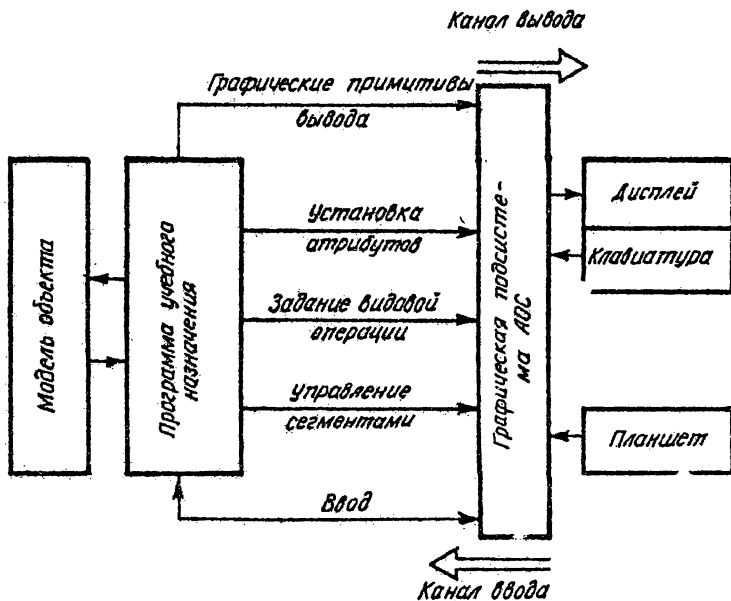 Канал вывода
Графические примитивы
вывода
Модель объекта
Программа учебного
назначения
Установка
атрибутов
Задание видовой
операции
Управление
сегментами
Ввод
Графическая подсисте-
ма АОС
Дисплей
Клавиатура
Планшет
Канал ввода